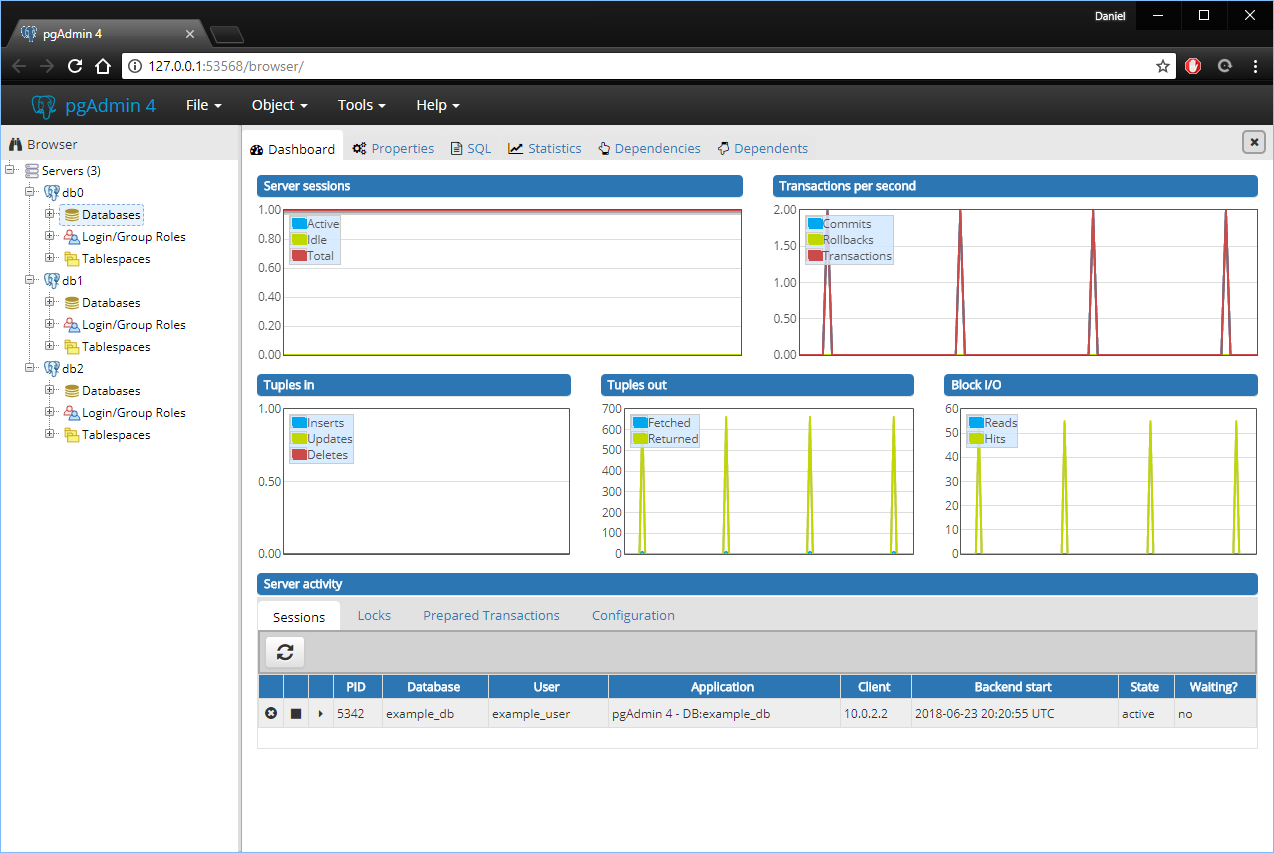 Daniel
pgAdmin 4
127.0.0.1:53568/browser/
pgAdmin 4 File Object Tools Help
Browser
Servers (3)
db0
Databases
Login/Group Roles
Tablespaces
db1
Databases
Login/Group Roles
Tablespaces
db2
Databases
Login/Group Roles
Tablespaces
Dashboard Properties SQL Statistics Dependencies Dependents
Server sessions
1.00
0.80
0.60
0.40
0.20
0.00
Active
Idle
Total
Transactions per second
2.00
1.50
1.00
0.50
0.00
Commits
Rollbacks
Transactions
Tuples in
1.00
0.50
0.00
Inserts
Updates
Deletes
Tuples out
700
600
500
400
300
200
100
0
Fetched
Returned
Block I/O
60
50
40
30
20
10
0
Reads
Hits
Server activity
Sessions Locks Prepared Transactions Configuration
PID Database User Application Client Backend start State Waiting?
5342 example_db example_user pgAdmin 4 - DB:example_db 10.0.2.2 2018-06-23 20:20:55 UTC active no